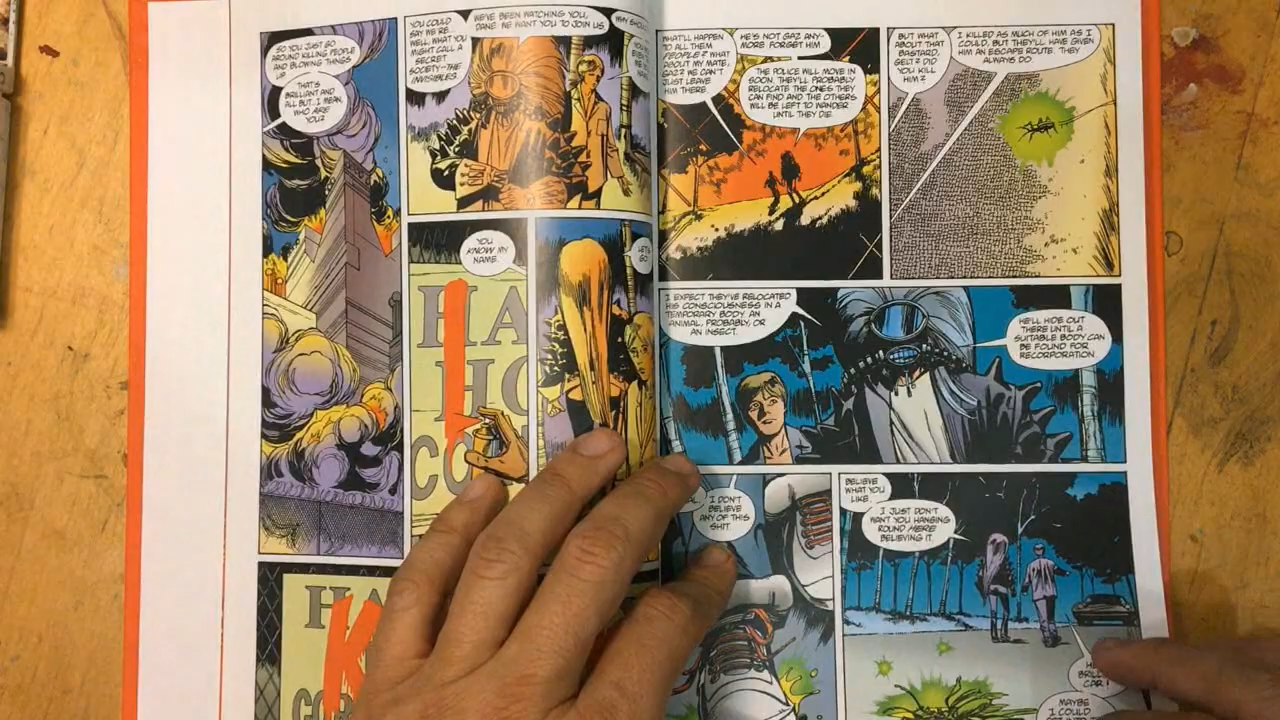 SO YOU JUST GO
AROUND KILLING PEOPLE
AND BLOWING THINGS
UP.
THAT'S
BRILLIANT AND
ALL BUT, I MEAN,
WHO ARE
YOU?
YOU COULD
SAY WE'RE...
WELL, WHAT YOU
MIGHT CALL A
SECRET
SOCIETY--THE
INVISIBLES.
WE'VE BEEN WATCHING YOU,
DANE. WE WANT YOU TO JOIN US.
WHY
YOU KNOW MY
NAME.
HA
HO
CO
LET'S
GO
HA
K
COR
WHAT'LL HAPPEN
TO ALL THEM
PEOPLE? WHAT
ABOUT MY MATE,
GAZ? WE CAN'T
JUST LEAVE
HIM THERE.
HE'S NOT GAZ ANY-
MORE. FORGET HIM.
THE POLICE WILL MOVE IN
SOON. THEY'LL PROBABLY
RELOCATE THE ONES THEY
CAN FIND AND THE OTHERS
WILL BE LEFT TO WANDER
UNTIL THEY DIE.
BUT WHAT
ABOUT THAT
BASTARD,
GELT? DID
YOU KILL
HIM?
I KILLED AS MUCH OF HIM AS I
COULD, BUT THEY'LL HAVE GIVEN
HIM AN ESCAPE ROUTE. THEY
ALWAYS DO.
I EXPECT THEY'VE RELOCATED
HIS CONSCIOUSNESS IN A
TEMPORARY BODY. AN
ANIMAL, PROBABLY, OR
AN INSECT.
HE'LL HIDE OUT
THERE UNTIL A
SUITABLE BODY CAN
BE FOUND FOR
RECORPORATION.
I DON'T
BELIEVE
ANY OF THIS
SHIT.
BELIEVE
WHAT YOU
LIKE.
I JUST DON'T
WANT YOU HANGING
ROUND HERE
BELIEVING IT.
CAR!
MAYBE
I COULD